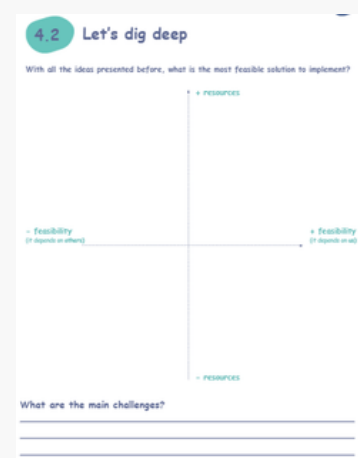 4.2 Let's dig deep
With all the ideas presented before, what is the most feasible solution to implement?
+ resources
- feasibility
(it depends on others)
+ feasibility
(it depends on us)
- resources
What are the main challenges?